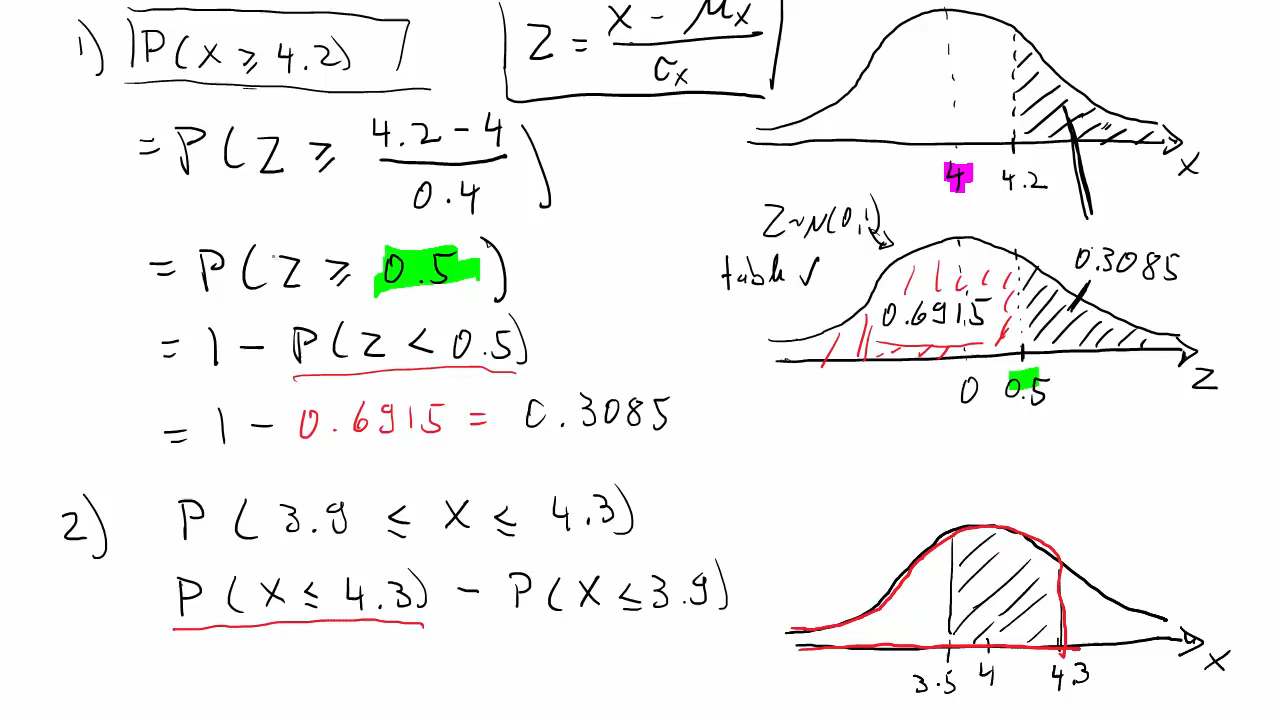 1) P(X ≥ 4.2)
Z = (x - μx) / σx
= P(Z ≥ (4.2 - 4) / 0.4)
= P(Z ≥ 0.5)
= 1 - P(Z < 0.5)
= 1 - 0.6915 = 0.3085
4 4.2 X
Z~N(0,1)
table ✓
0.6915
0.3085
0 0.5 Z
2) P(3.9 ≤ X ≤ 4.3)
P(X ≤ 4.3) - P(X ≤ 3.9)
3.5 4 4.3 X